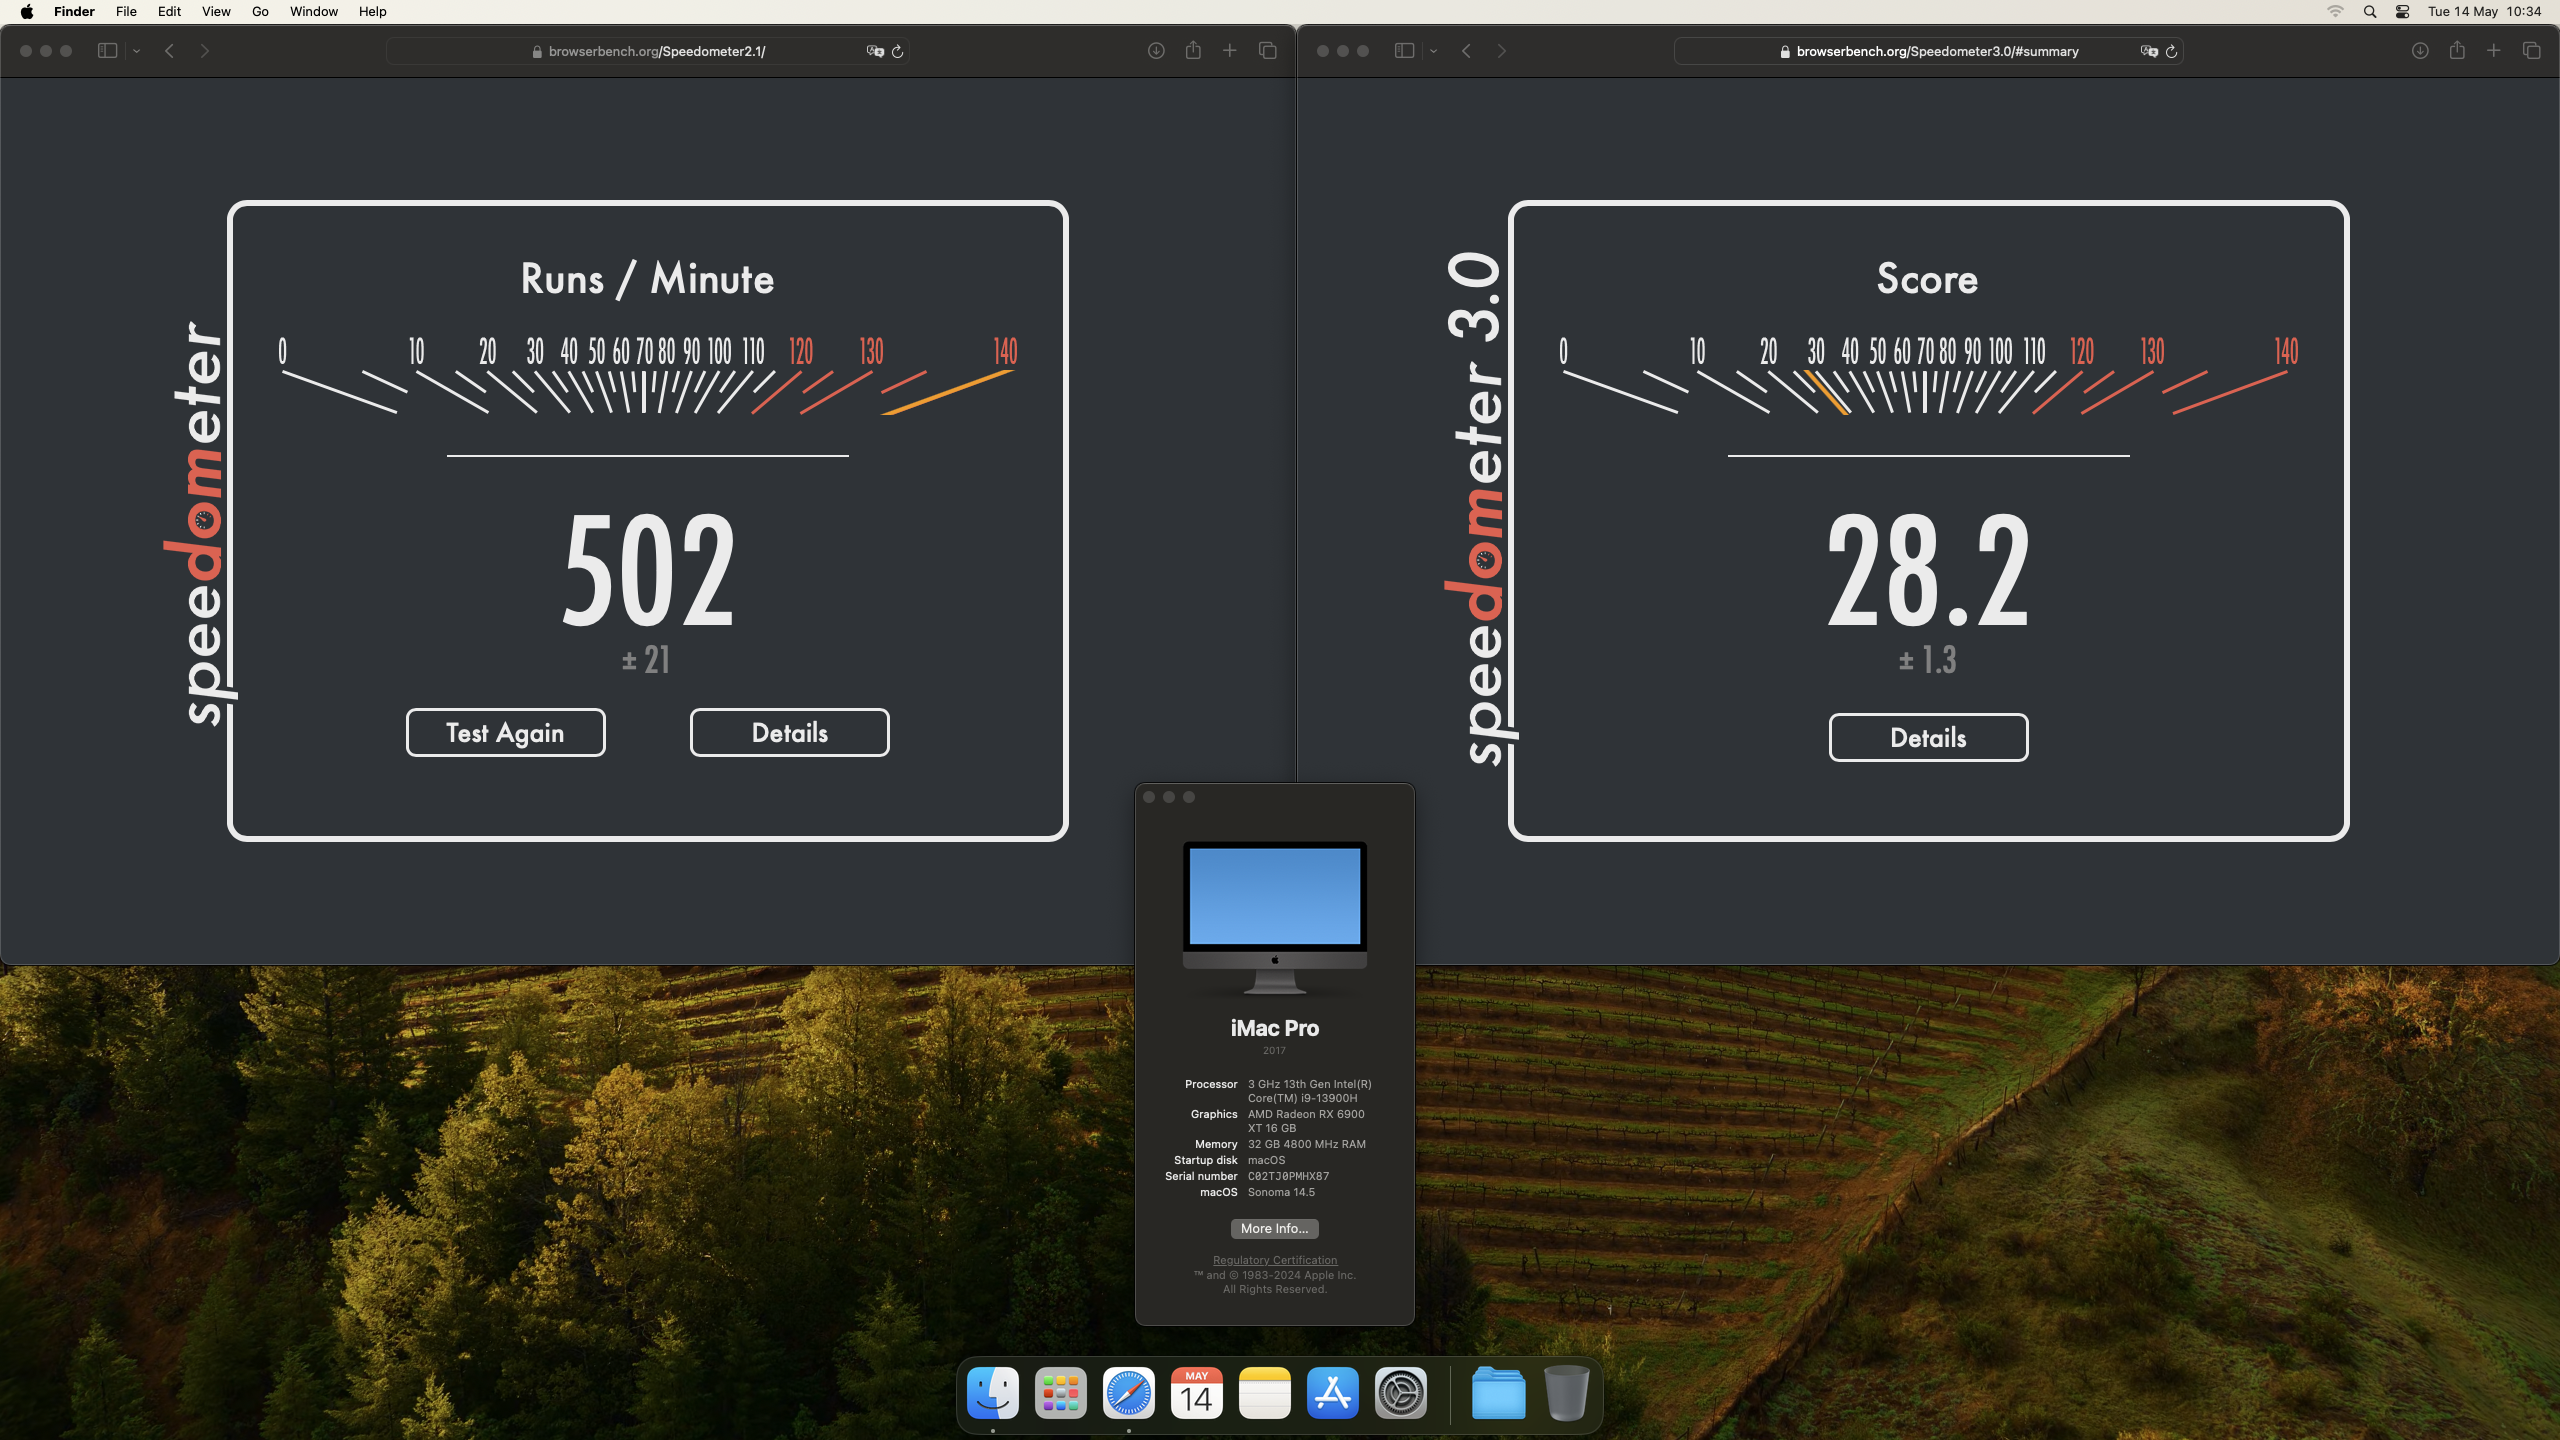 Finder File Edit View Go Window Help
Tue 14 May 10:34
browserbench.org/Speedometer2.1/
speedometer
Runs / Minute
0 10 20 30 40 50 60 70 80 90 100 110 120 130 140
502
± 21
Test Again
Details
browserbench.org/Speedometer3.0/#summary
speedometer 3.0
Score
0 10 20 30 40 50 60 70 80 90 100 110 120 130 140
28.2
± 1.3
Details
iMac Pro
2017
Processor 3 GHz 13th Gen Intel(R)
Core(TM) i9-13900H
Graphics AMD Radeon RX 6900
XT 16 GB
Memory 32 GB 4800 MHz RAM
Startup disk macOS
Serial number C02TJ0PMHX87
macOS Sonoma 14.5
More Info...
Regulatory Certification
™ and © 1983-2024 Apple Inc.
All Rights Reserved.
MAY
14